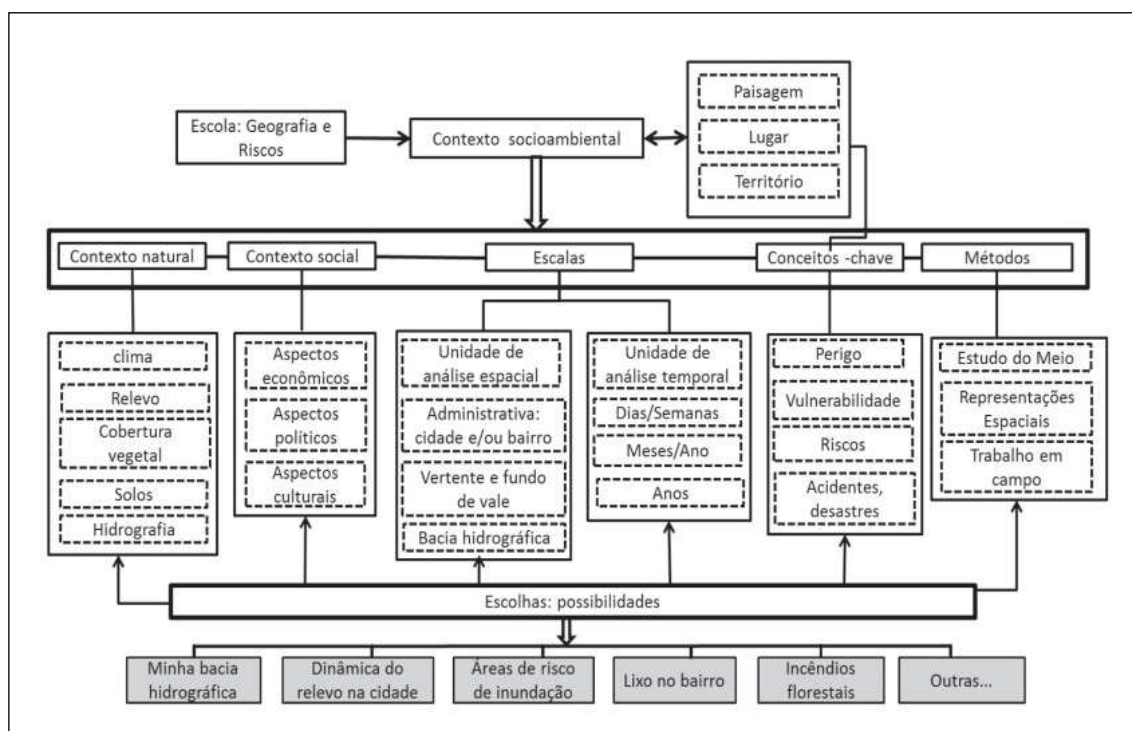 Paisagem
Lugar
Território
Escola: Geografia e
Riscos
Contexto socioambiental
Contexto natural
Contexto social
Escalas
Conceitos -chave
Métodos
clima
Relevo
Cobertura
vegetal
Solos
Hidrografia
Aspectos
econômicos
Aspectos
políticos
Aspectos
culturais
Unidade de
análise espacial
Administrativa:
cidade e/ou bairro
Vertente e fundo
de vale
Bacia hidrográfica
Unidade de
análise temporal
Dias/Semanas
Meses/Ano
Anos
Perigo
Vulnerabilidade
Riscos
Acidentes,
desastres
Estudo do Meio
Representações
Espaciais
Trabalho em
campo
Escolhas: possibilidades
Minha bacia
hidrográfica
Dinâmica do
relevo na cidade
Áreas de risco
de inundação
Lixo no bairro
Incêndios
florestais
Outras...